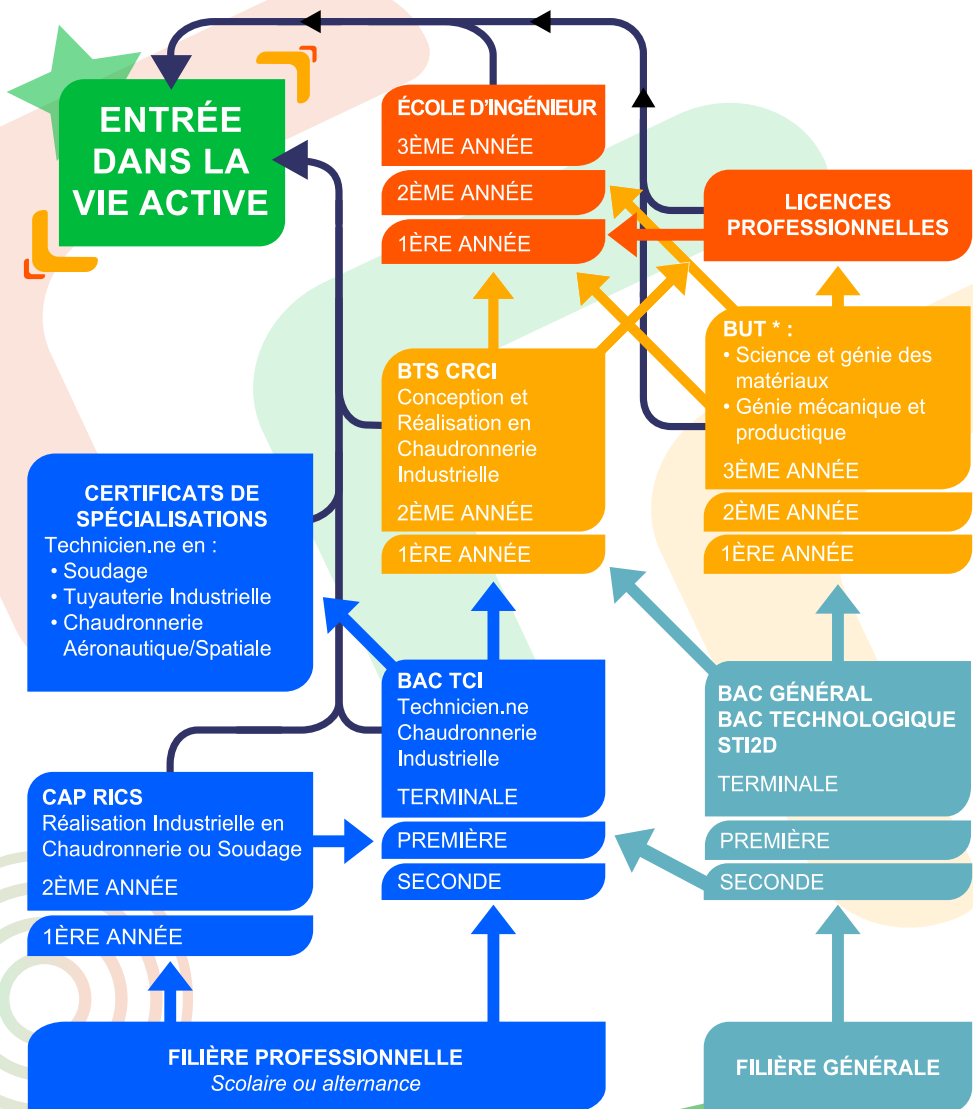 ENTRÉE
DANS LA
VIE ACTIVE
ÉCOLE D'INGÉNIEUR
3ÈME ANNÉE
2ÈME ANNÉE
1ÈRE ANNÉE
LICENCES
PROFESSIONNELLES
BTS CRCI
Conception et
Réalisation en
Chaudronnerie
Industrielle
2ÈME ANNÉE
1ÈRE ANNÉE
BUT * :
• Science et génie des
matériaux
• Génie mécanique et
productique
3ÈME ANNÉE
2ÈME ANNÉE
1ÈRE ANNÉE
CERTIFICATS DE
SPÉCIALISATIONS
Technicien.ne en :
• Soudage
• Tuyauterie Industrielle
• Chaudronnerie
Aéronautique/Spatiale
BAC TCI
Technicien.ne
Chaudronnerie
Industrielle
TERMINALE
PREMIÈRE
SECONDE
BAC GÉNÉRAL
BAC TECHNOLOGIQUE
STI2D
TERMINALE
PREMIÈRE
SECONDE
CAP RICS
Réalisation Industrielle en
Chaudronnerie ou Soudage
2ÈME ANNÉE
1ÈRE ANNÉE
FILIÈRE PROFESSIONNELLE
Scolaire ou alternance
FILIÈRE GÉNÉRALE